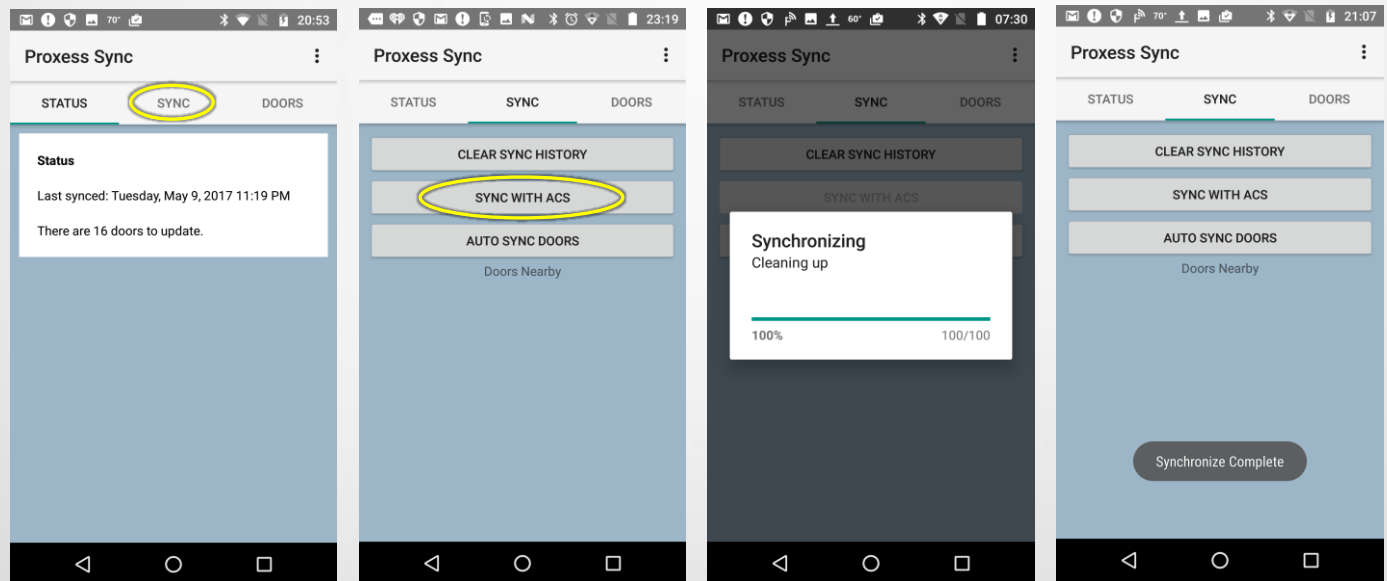 70° 20:53
Proxess Sync
STATUS SYNC DOORS
Status
Last synced: Tuesday, May 9, 2017 11:19 PM
There are 16 doors to update.
23:19
Proxess Sync
STATUS SYNC DOORS
CLEAR SYNC HISTORY
SYNC WITH ACS
AUTO SYNC DOORS
Doors Nearby
60° 07:30
Proxess Sync
STATUS SYNC DOORS
CLEAR SYNC HISTORY
SYNC WITH ACS
Synchronizing
Cleaning up
100% 100/100
70° 21:07
Proxess Sync
STATUS SYNC DOORS
CLEAR SYNC HISTORY
SYNC WITH ACS
AUTO SYNC DOORS
Doors Nearby
Synchronize Complete